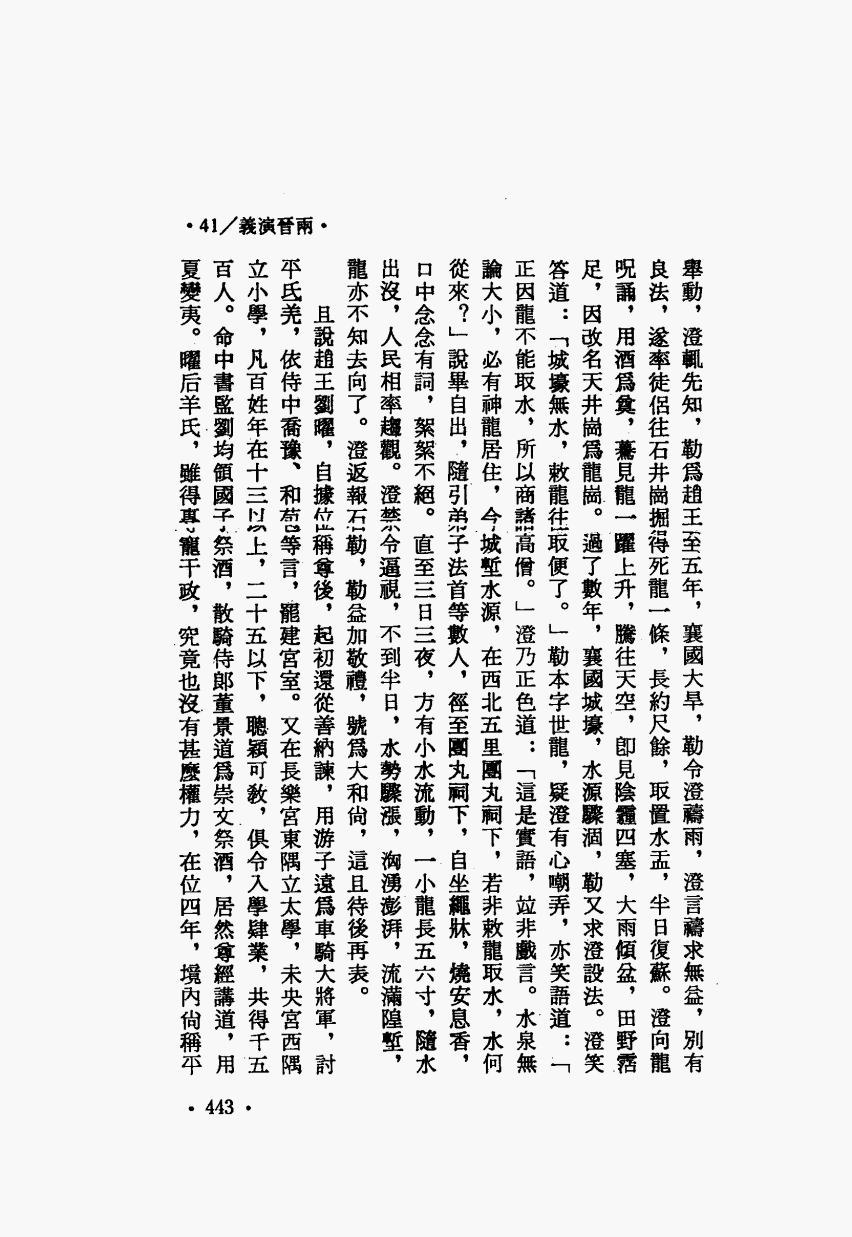 ・41／義演晉兩・
舉動，澄輒先知，勒爲趙王至五年，襄國大旱，勒令澄禱雨，澄言禱求無益，別有
良法，遂率徒侶往石井崗掘得死龍一條，長約尺餘，取置水盂，半日復蘇。澄向龍
呪誦，用酒爲奠，驀見龍一躍上升，騰往天空，卽見陰霾四塞，大雨傾盆，田野霑
足，因改名天井崗爲龍崗。過了數年，襄國城壕，水源驟涸，勒又求澄設法。澄笑
答道：「城壕無水，敕龍往取便了。」勒本字世龍，疑澄有心嘲弄，亦笑語道：「
正因龍不能取水，所以商諸高僧。」澄乃正色道：「這是實語，竝非戲言。水泉無
論大小，必有神龍居住，今城塹水源，在西北五里團丸祠下，若非敕龍取水，水何
從來？」說畢自出，隨引弟子法首等數人，徑至團丸祠下，自坐繩牀，燒安息香，
口中念念有詞，絮絮不絕。直至三日三夜，方有小水流動，一小龍長五六寸，隨水
出沒，人民相率趨觀。澄禁令逼視，不到半日，水勢驟漲，洶湧澎湃，流滿隍塹，
龍亦不知去向了。澄返報石勒，勒益加敬禮，號爲大和尙，這且待後再表。
且說趙王劉曜，自據位稱尊後，起初還從善納諫，用游子遠爲車騎大將軍，討
平氐羌，依侍中喬豫、和苞等言，罷建宮室。又在長樂宮東隅立太學，未央宮西隅
立小學，凡百姓年在十三以上，二十五以下，聰穎可敎，俱令入學肄業，共得千五
百人。命中書監劉均領國子祭酒，散騎侍郎董景道爲崇文祭酒，居然尊經講道，用
夏變夷。曜后羊氏，雖得專寵干政，究竟也沒有甚麼權力，在位四年，境內尙稱平
・443・